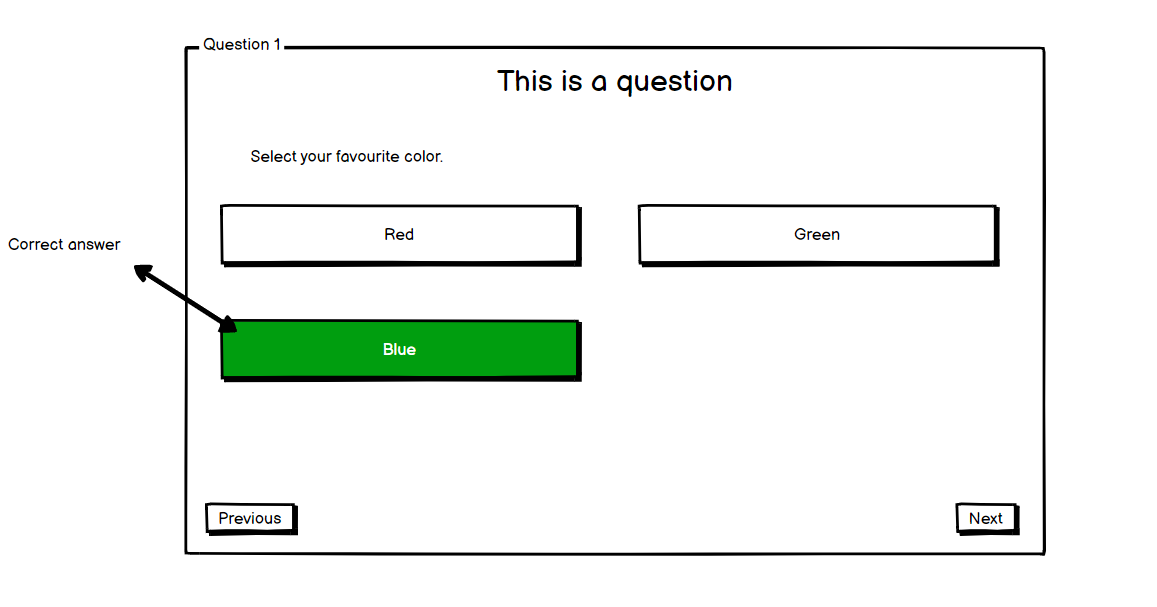 Question 1
This is a question
Select your favourite color.
Red
Green
Correct answer
Blue
Previous
Next